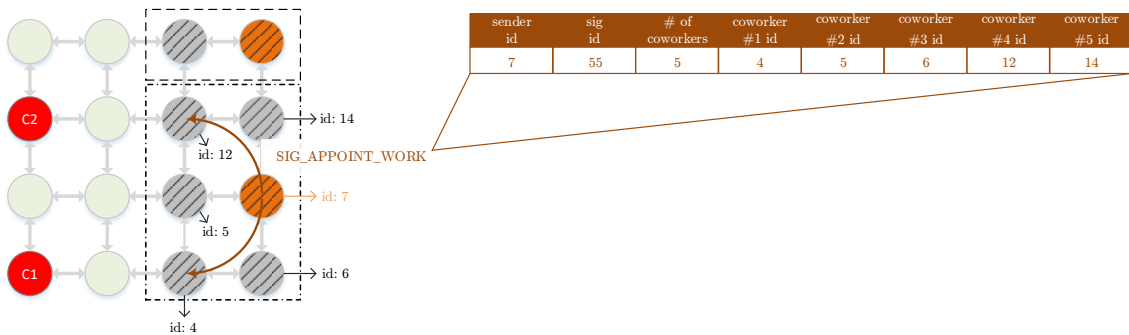 sender sig # of coworker coworker coworker coworker coworker
id id coworkers #1 id #2 id #3 id #4 id #5 id
7 55 5 4 5 6 12 14
C2
id: 14
id: 12
SIG_APPOINT_WORK
id: 7
id: 5
C1
id: 6
id: 4